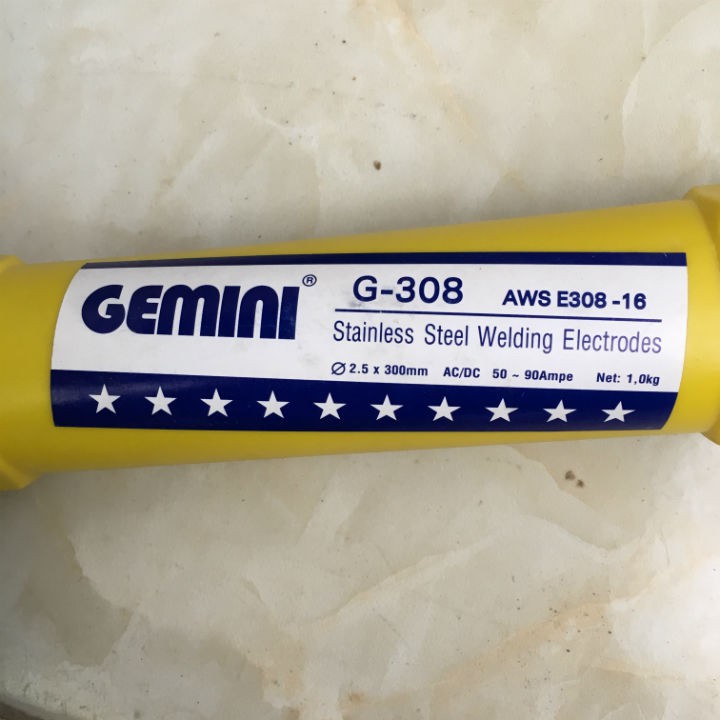 GEMINI®
G-308 AWS E308-16
Stainless Steel Welding Electrodes
Ø 2.5 x 300mm AC/DC 50 ~ 90Ampe Net: 1,0kg